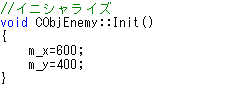 //イニシャライズ
void CObjEnemy::Init()
{
    m_x=600;
    m_y=400;
}